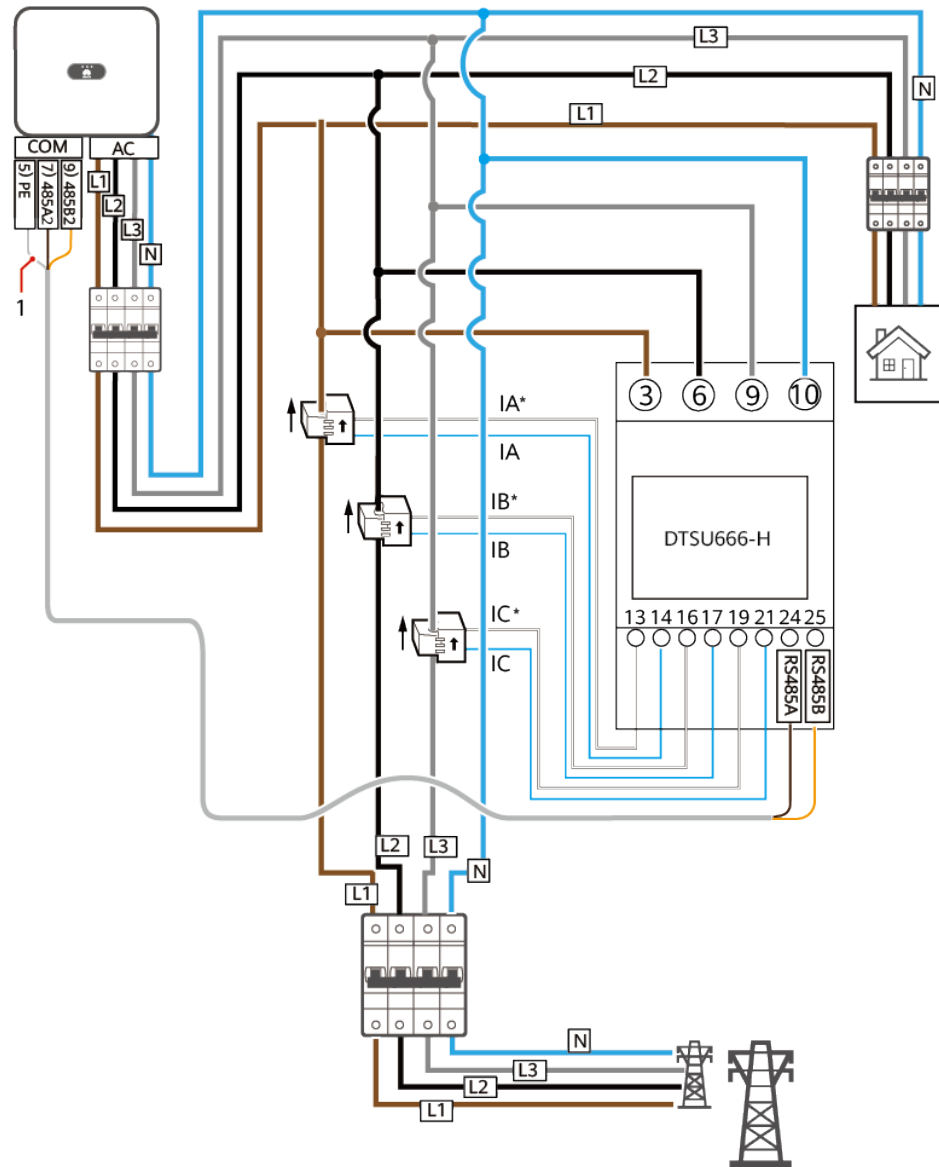 L3
L2
N
L1
COM
AC
5) PE
7) 485A2
9) 485B2
L1
L2
L3
N
1
3
6
9
10
IA*
IA
IB*
IB
DTSU666-H
IC*
IC
13 14 16 17 19 21 24 25
RS485A
RS485B
L2
L3
N
L1
N
L3
L2
L1